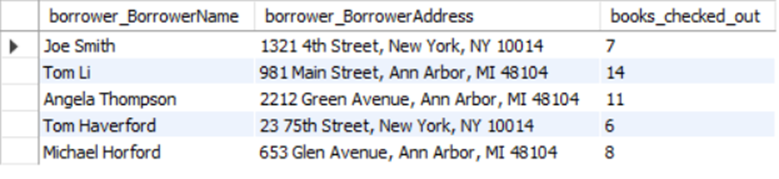 borrower_BorrowerName borrower_BorrowerAddress books_checked_out
Joe Smith 1321 4th Street, New York, NY 10014 7
Tom Li 981 Main Street, Ann Arbor, MI 48104 14
Angela Thompson 2212 Green Avenue, Ann Arbor, MI 48104 11
Tom Haverford 23 75th Street, New York, NY 10014 6
Michael Horford 653 Glen Avenue, Ann Arbor, MI 48104 8